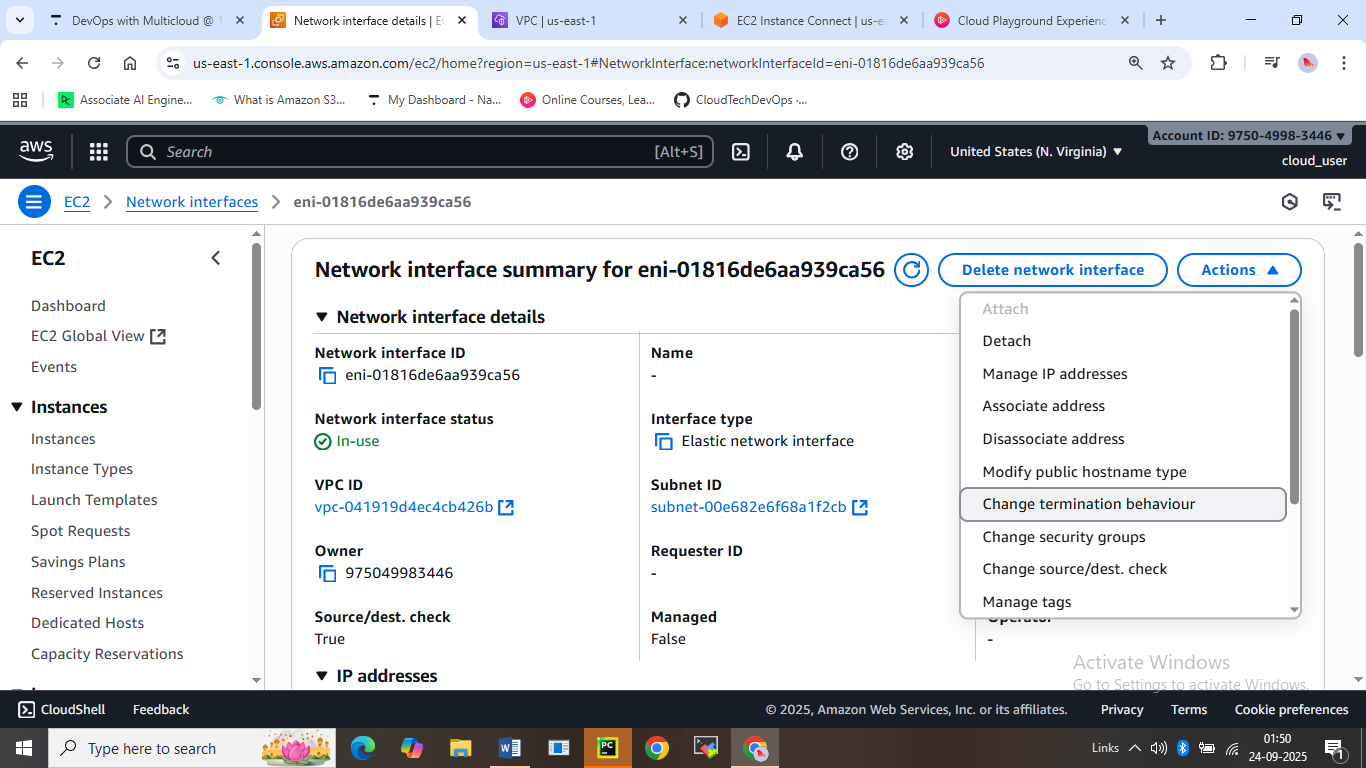 DevOps with Multicloud @ 1
Network interface details | EC
VPC | us-east-1
EC2 Instance Connect | us-ea
Cloud Playground Experienc
us-east-1.console.aws.amazon.com/ec2/home?region=us-east-1#NetworkInterface:networkInterfaceId=eni-01816de6aa939ca56
Associate AI Engine...
What is Amazon S3...
My Dashboard - Na...
Online Courses, Lea...
CloudTechDevOps ·...
aws
Search
[Alt+S]
United States (N. Virginia)
Account ID: 9750-4998-3446
cloud_user
EC2
Network interfaces
eni-01816de6aa939ca56
EC2
Dashboard
EC2 Global View
Events
Instances
Instances
Instance Types
Launch Templates
Spot Requests
Savings Plans
Reserved Instances
Dedicated Hosts
Capacity Reservations
Network interface summary for eni-01816de6aa939ca56
Delete network interface
Actions
Network interface details
Network interface ID
eni-01816de6aa939ca56
Name
-
Network interface status
In-use
Interface type
Elastic network interface
VPC ID
vpc-041919d4ec4cb426b
Subnet ID
subnet-00e682e6f68a1f2cb
Owner
975049983446
Requester ID
-
Source/dest. check
True
Managed
False
Operator
-
IP addresses
Attach
Detach
Manage IP addresses
Associate address
Disassociate address
Modify public hostname type
Change termination behaviour
Change security groups
Change source/dest. check
Manage tags
Activate Windows
Go to Settings to activate Windows.
CloudShell
Feedback
© 2025, Amazon Web Services, Inc. or its affiliates.
Privacy
Terms
Cookie preferences
Type here to search
Links
01:50
24-09-2025
1